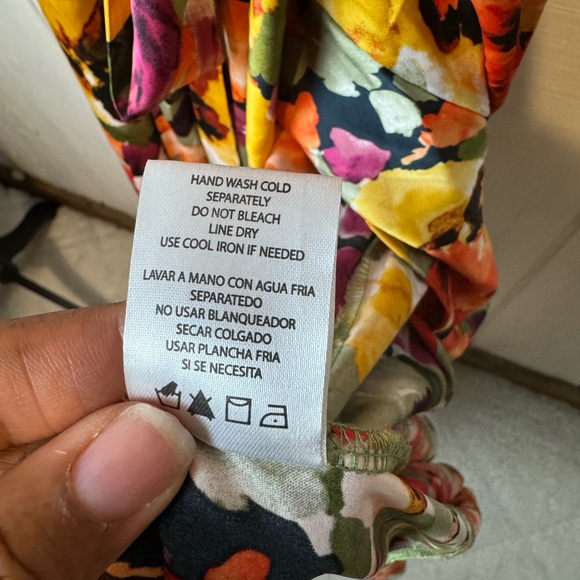 HAND WASH COLD
SEPARATELY
DO NOT BLEACH
LINE DRY
USE COOL IRON IF NEEDED
LAVAR A MANO CON AGUA FRIA
SEPARATEDO
NO USAR BLANQUEADOR
SECAR COLGADO
USAR PLANCHA FRIA
SI SE NECESITA